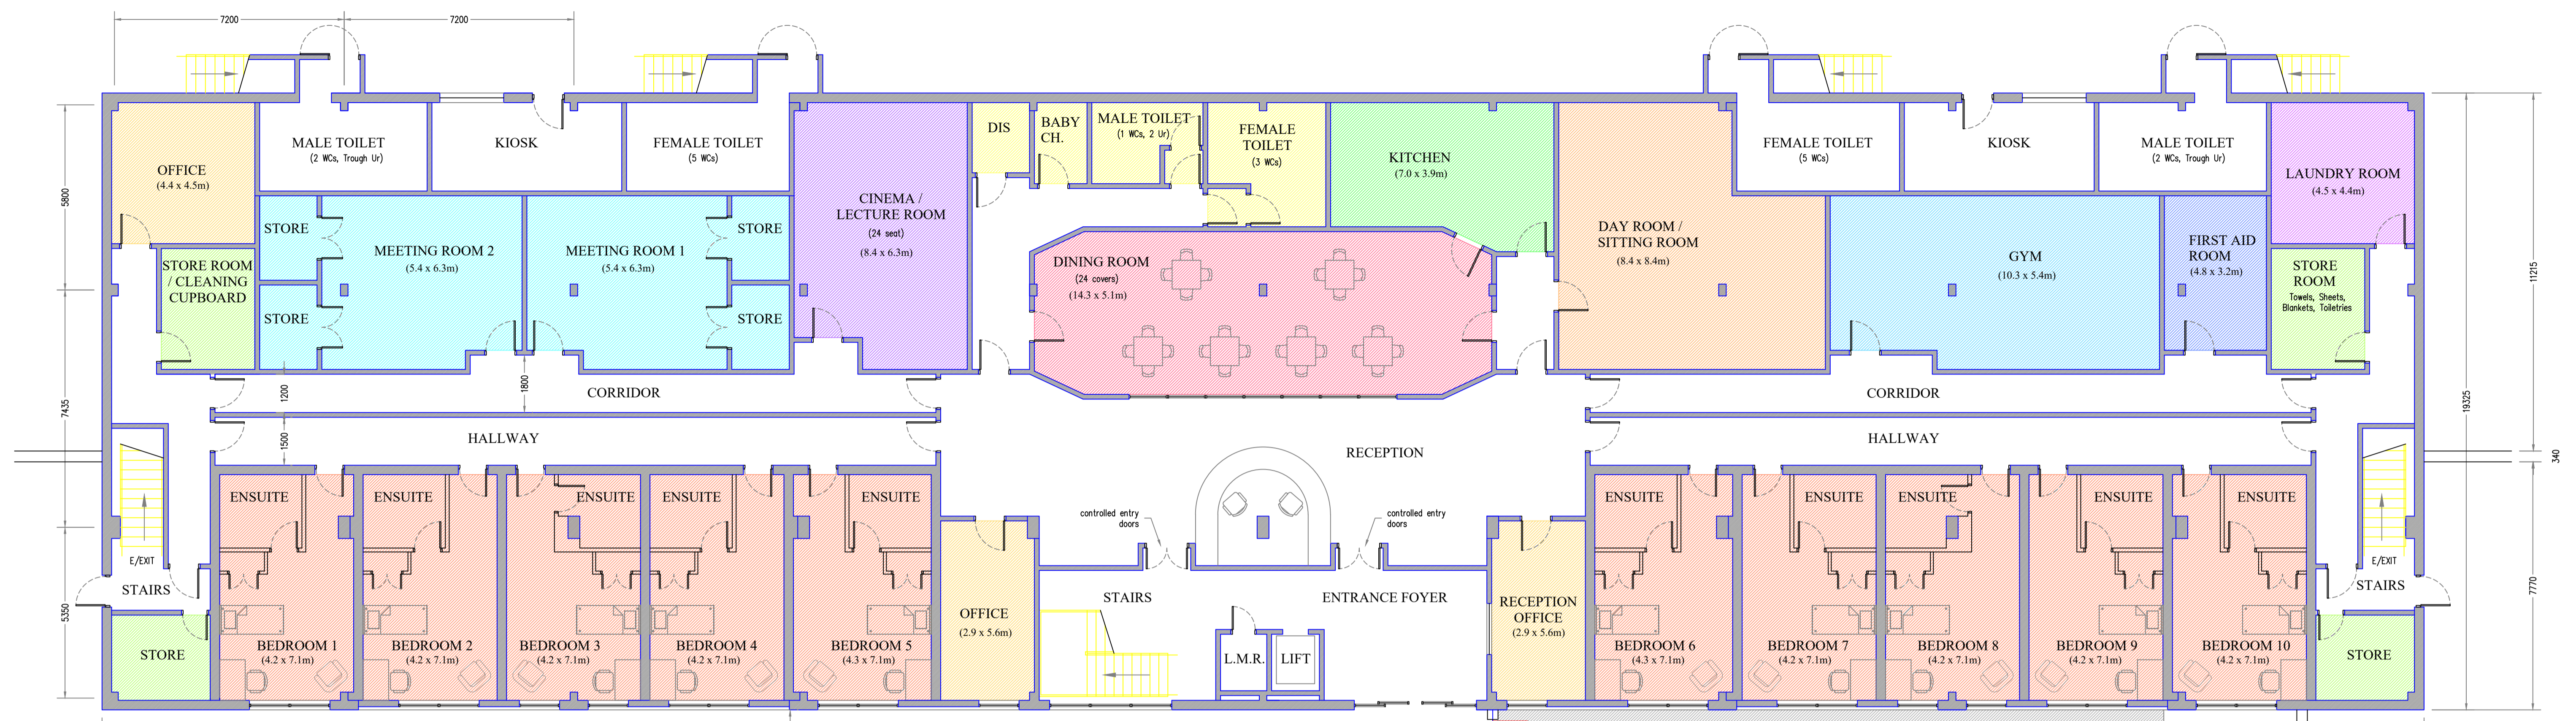 7200
7200
MALE TOILET
(2 WCs, Trough Ur)
KIOSK
FEMALE TOILET
(5 WCs)
DIS
BABY
CH.
MALE TOILET
(1 WCs, 2 Ur)
FEMALE
TOILET
(3 WCs)
KITCHEN
(7.0 x 3.9m)
FEMALE TOILET
(5 WCs)
KIOSK
MALE TOILET
(2 WCs, Trough Ur)
OFFICE
(4.4 x 4.5m)
LAUNDRY ROOM
(4.5 x 4.4m)
5800
STORE
MEETING ROOM 2
(5.4 x 6.3m)
MEETING ROOM 1
(5.4 x 6.3m)
STORE
CINEMA /
LECTURE ROOM
(24 seat)
(8.4 x 6.3m)
DINING ROOM
(24 covers)
(14.3 x 5.1m)
DAY ROOM /
SITTING ROOM
(8.4 x 8.4m)
GYM
(10.3 x 5.4m)
FIRST AID
ROOM
(4.8 x 3.2m)
STORE ROOM
/ CLEANING
CUPBOARD
STORE
STORE
STORE
ROOM
Towels, Sheets,
Blankets, Toiletries
11215
19325
7435
1200
1800
CORRIDOR
CORRIDOR
1500
HALLWAY
HALLWAY
RECEPTION
340
ENSUITE
ENSUITE
ENSUITE
ENSUITE
ENSUITE
controlled entry
doors
controlled entry
doors
ENSUITE
ENSUITE
ENSUITE
ENSUITE
ENSUITE
E/EXIT
STAIRS
E/EXIT
STAIRS
5350
7770
STORE
BEDROOM 1
(4.2 x 7.1m)
BEDROOM 2
(4.2 x 7.1m)
BEDROOM 3
(4.2 x 7.1m)
BEDROOM 4
(4.2 x 7.1m)
BEDROOM 5
(4.3 x 7.1m)
OFFICE
(2.9 x 5.6m)
STAIRS
ENTRANCE FOYER
L.M.R.
LIFT
RECEPTION
OFFICE
(2.9 x 5.6m)
BEDROOM 6
(4.3 x 7.1m)
BEDROOM 7
(4.2 x 7.1m)
BEDROOM 8
(4.2 x 7.1m)
BEDROOM 9
(4.2 x 7.1m)
BEDROOM 10
(4.2 x 7.1m)
STORE